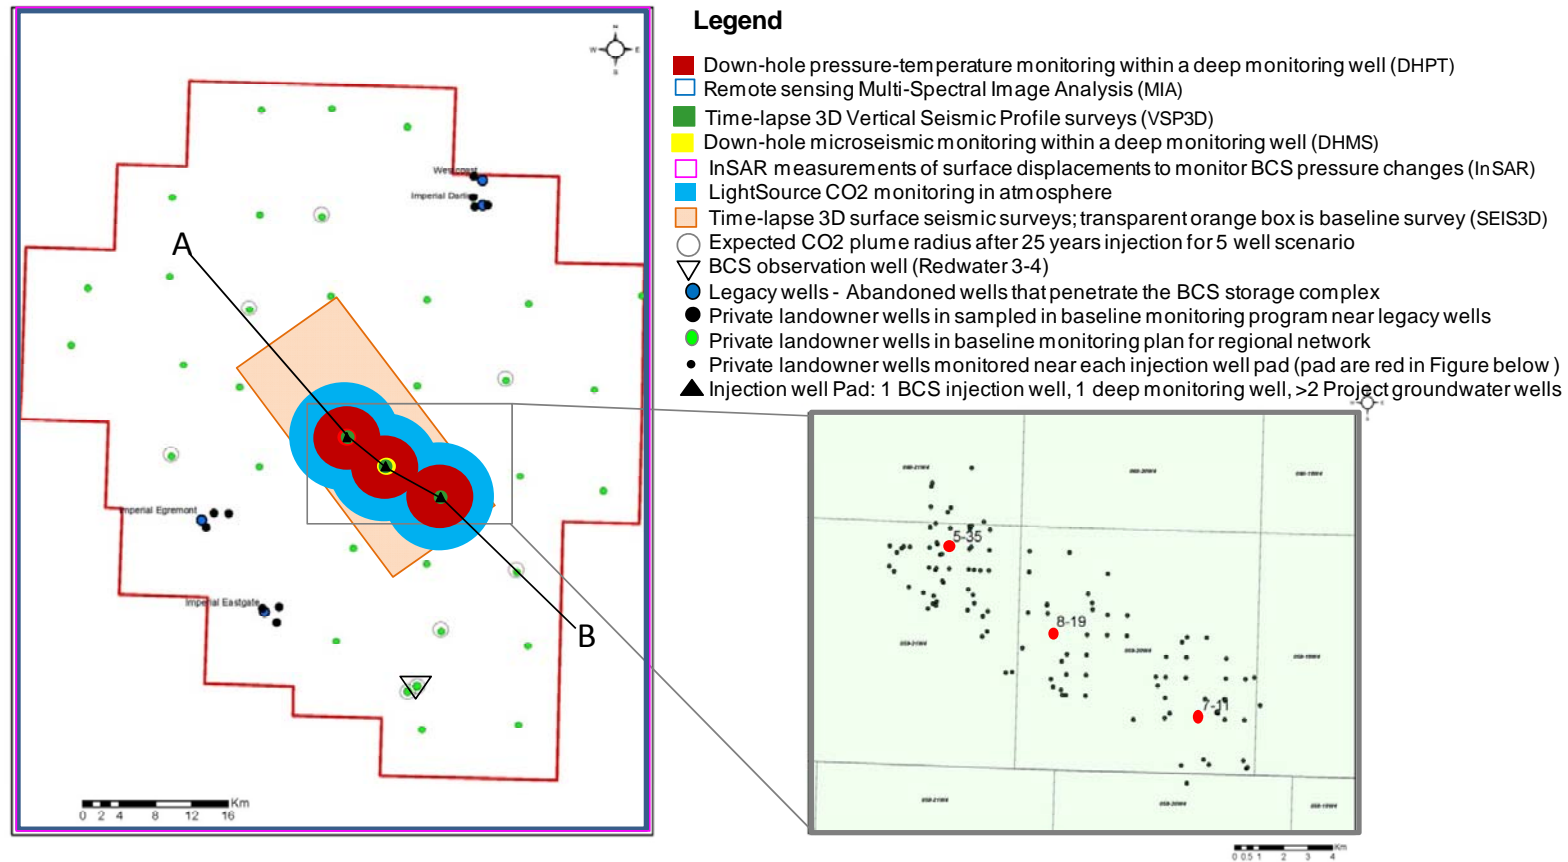 Legend
Down-hole pressure-temperature monitoring within a deep monitoring well (DHPT)
Remote sensing Multi-Spectral Image Analysis (MIA)
Time-lapse 3D Vertical Seismic Profile surveys (VSP3D)
Down-hole microseismic monitoring within a deep monitoring well (DHMS)
InSAR measurements of surface displacements to monitor BCS pressure changes (InSAR)
LightSource CO2 monitoring in atmosphere
Time-lapse 3D surface seismic surveys; transparent orange box is baseline survey (SEIS3D)
Expected CO2 plume radius after 25 years injection for 5 well scenario
BCS observation well (Redwater 3-4)
Legacy wells - Abandoned wells that penetrate the BCS storage complex
Private landowner wells in sampled in baseline monitoring program near legacy wells
Private landowner wells in baseline monitoring plan for regional network
Private landowner wells monitored near each injection well pad (pad are red in Figure below )
Injection well Pad: 1 BCS injection well, 1 deep monitoring well, >2 Project groundwater wells
N
W E
S
Westcoast
Imperial
A
Imperial Egremont
Imperial Eastgate
B
Km
0 2 4 8 12 16
5-35
8-19
7-11
Km
0 0.5 1 2 3 4